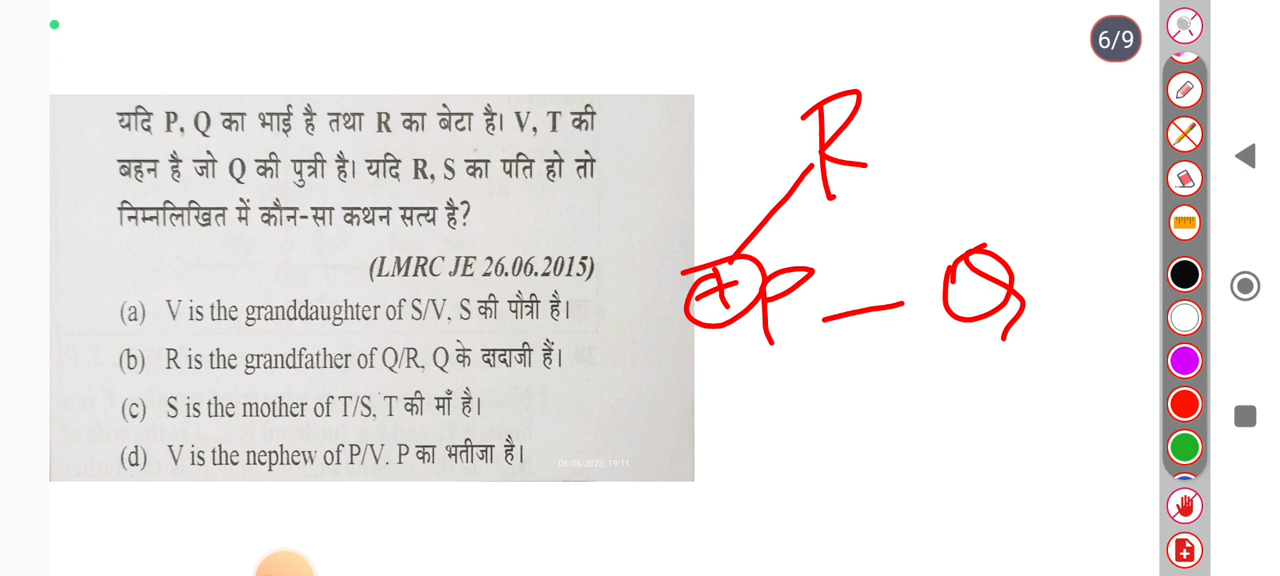 6/9
यदि P, Q का भाई है तथा R का बेटा है। V, T की
बहन है जो Q की पुत्री है। यदि R, S का पति हो तो
निम्नलिखित में कौन-सा कथन सत्य है?
(LMRC JE 26.06.2015)
(a) V is the granddaughter of S/V, S की पौत्री है।
(b) R is the grandfather of Q/R, Q के दादाजी हैं।
(c) S is the mother of T/S, T की माँ है।
(d) V is the nephew of P/V. P का भतीजा है।
06/06/2023 19:11
R
+ P — Q